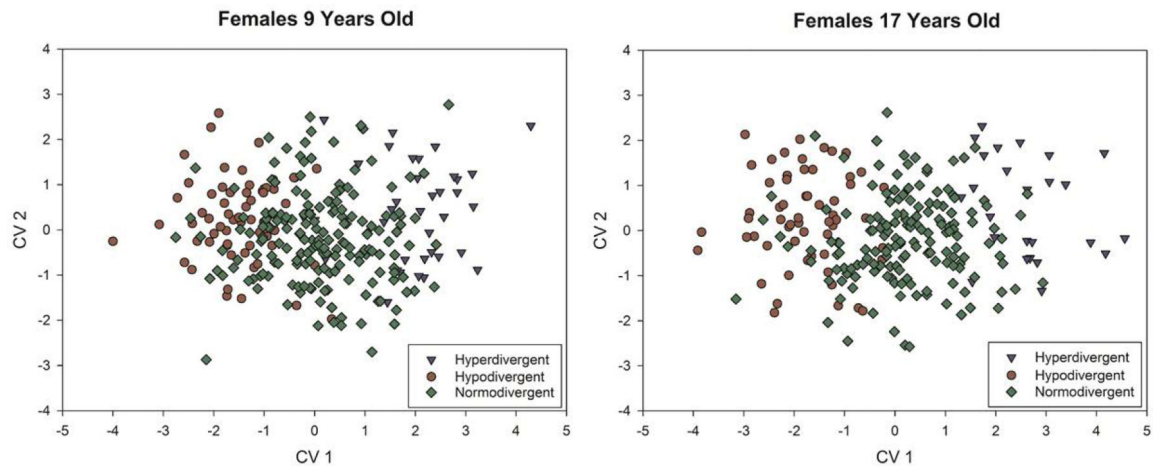 Females 9 Years Old
4
3
2
1
0
-1
-2
-3
-4
CV 2
-5 -4 -3 -2 -1 0 1 2 3 4 5
CV 1
Hyperdivergent
Hypodivergent
Normodivergent
Females 17 Years Old
4
3
2
1
0
-1
-2
-3
-4
CV 2
-5 -4 -3 -2 -1 0 1 2 3 4 5
CV 1
Hyperdivergent
Hypodivergent
Normodivergent